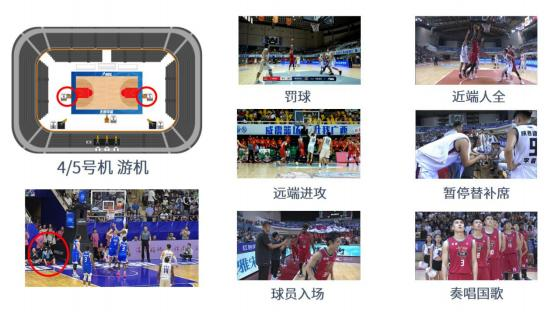 罚球
近端人全
4/5号机 游机
远端进攻
暂停替补席
球员入场
奏唱国歌